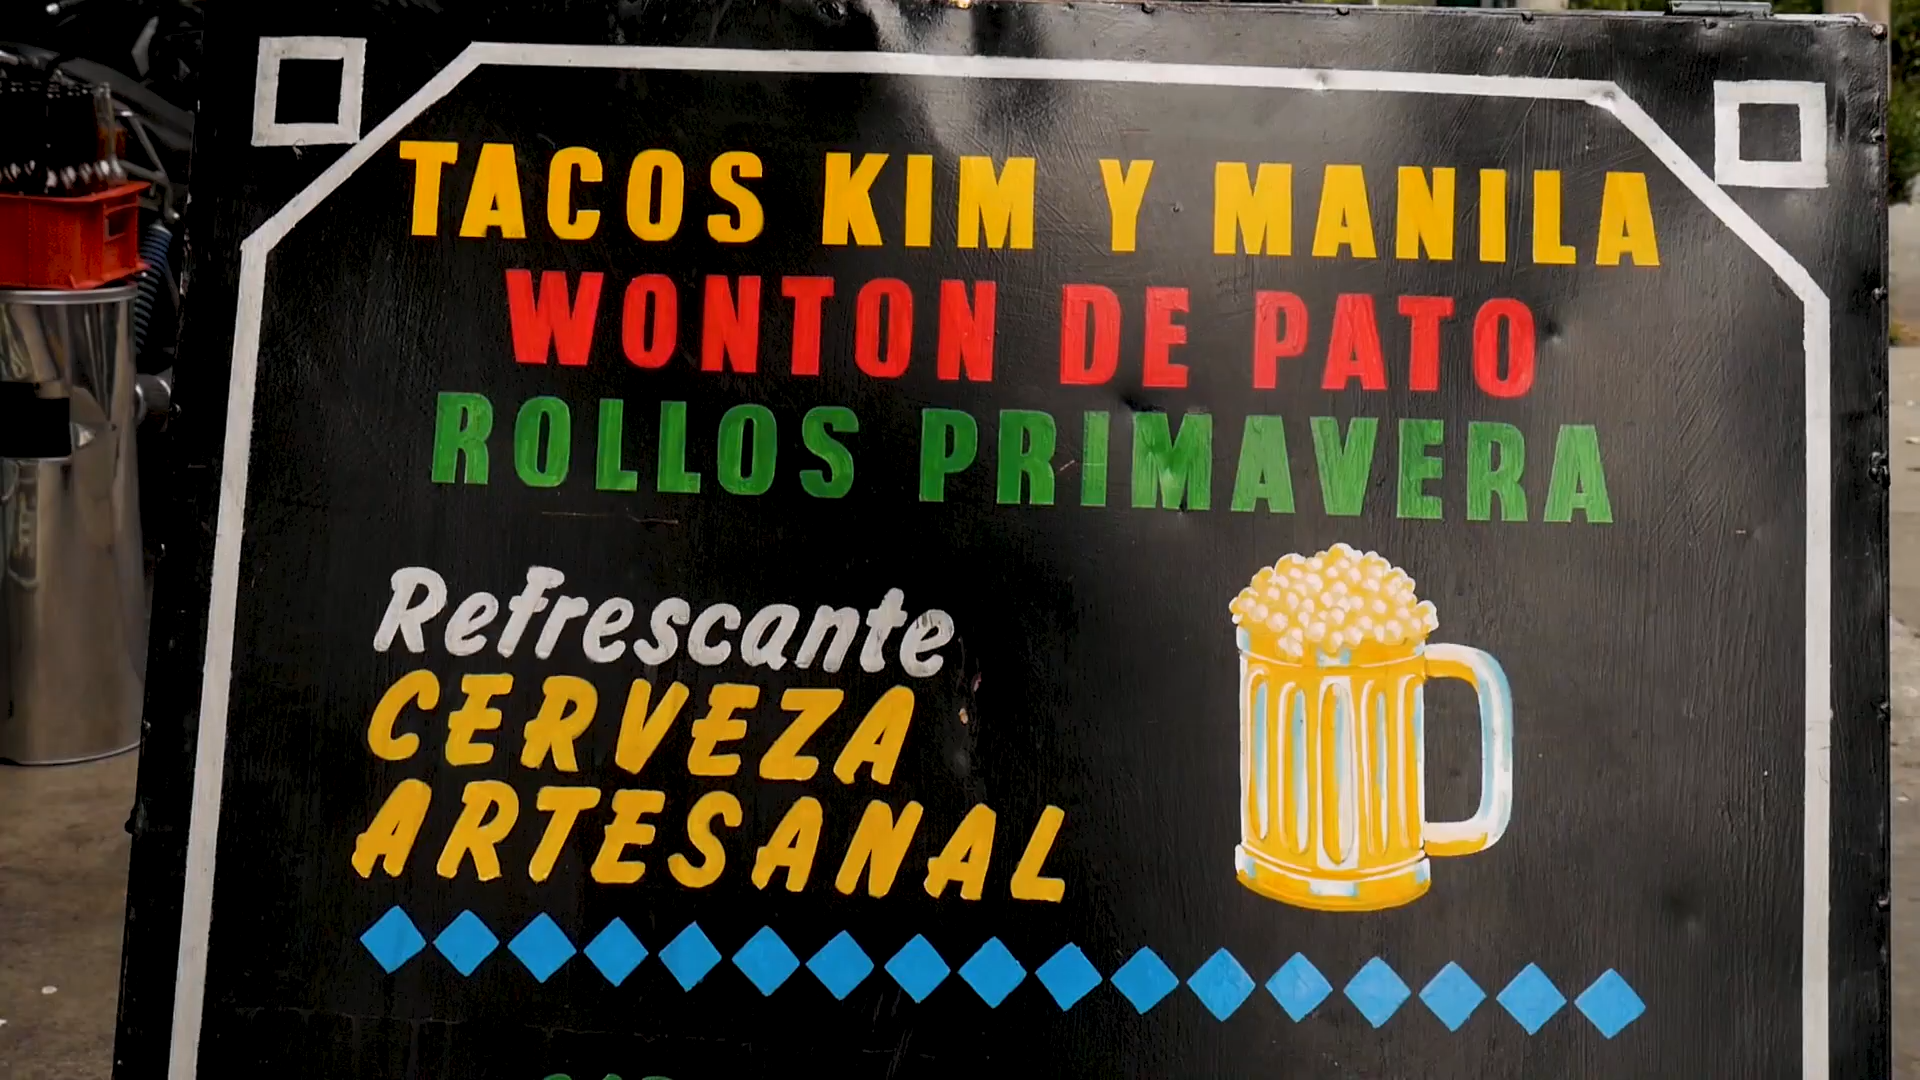 TACOS KIM Y MANILA
WONTON DE PATO
ROLLOS PRIMAVERA
Refrescante
CERVEZA
ARTESANAL